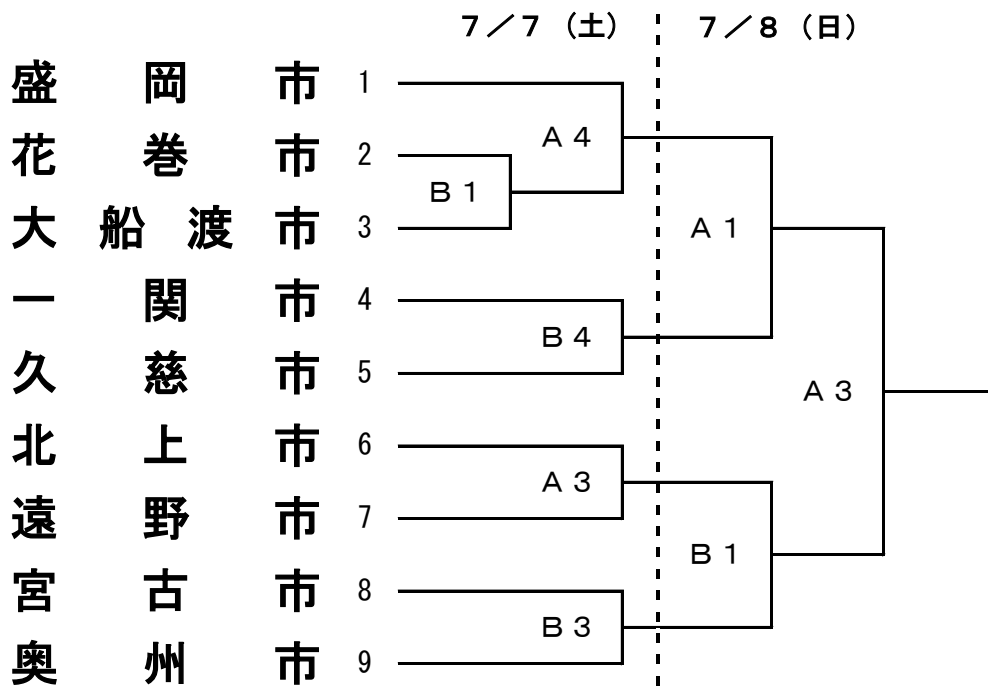 ７／７（土） ７／８（日）
盛岡市 1
花巻市 2
大船渡市 3
一関市 4
久慈市 5
北上市 6
遠野市 7
宮古市 8
奥州市 9
Ａ４
Ｂ１
Ｂ４
Ａ３
Ｂ３
Ａ１
Ｂ１
Ａ３